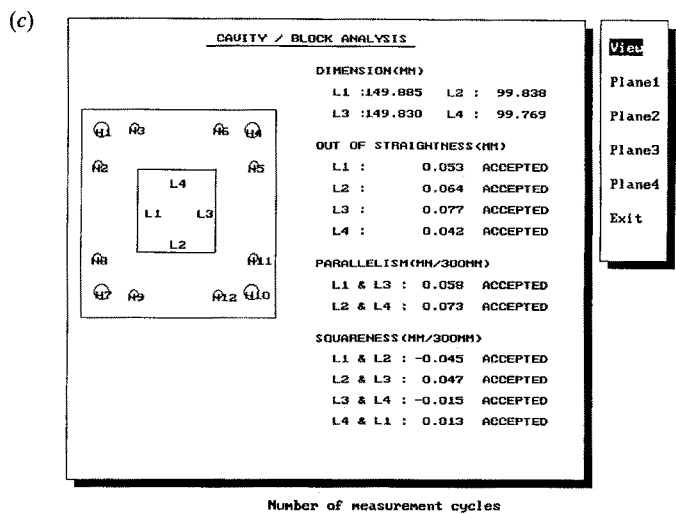 (c)
CAVITY / BLOCK ANALYSIS
DIMENSION(MM)
L1 :149.885 L2 : 99.838
L3 :149.830 L4 : 99.769
OUT OF STRAIGHTNESS(MM)
L1 : 0.053 ACCEPTED
L2 : 0.064 ACCEPTED
L3 : 0.077 ACCEPTED
L4 : 0.042 ACCEPTED
PARALLELISM(MM/300MM)
L1 & L3 : 0.058 ACCEPTED
L2 & L4 : 0.073 ACCEPTED
SQUARENESS(MM/300MM)
L1 & L2 : -0.045 ACCEPTED
L2 & L3 : 0.047 ACCEPTED
L3 & L4 : -0.015 ACCEPTED
L4 & L1 : 0.013 ACCEPTED
H1 H3 H6 H4
H2 H5
L4
L1 L3
L2
H8 H11
H7 H9 H12 H10
View
Plane1
Plane2
Plane3
Plane4
Exit
Number of measurement cycles